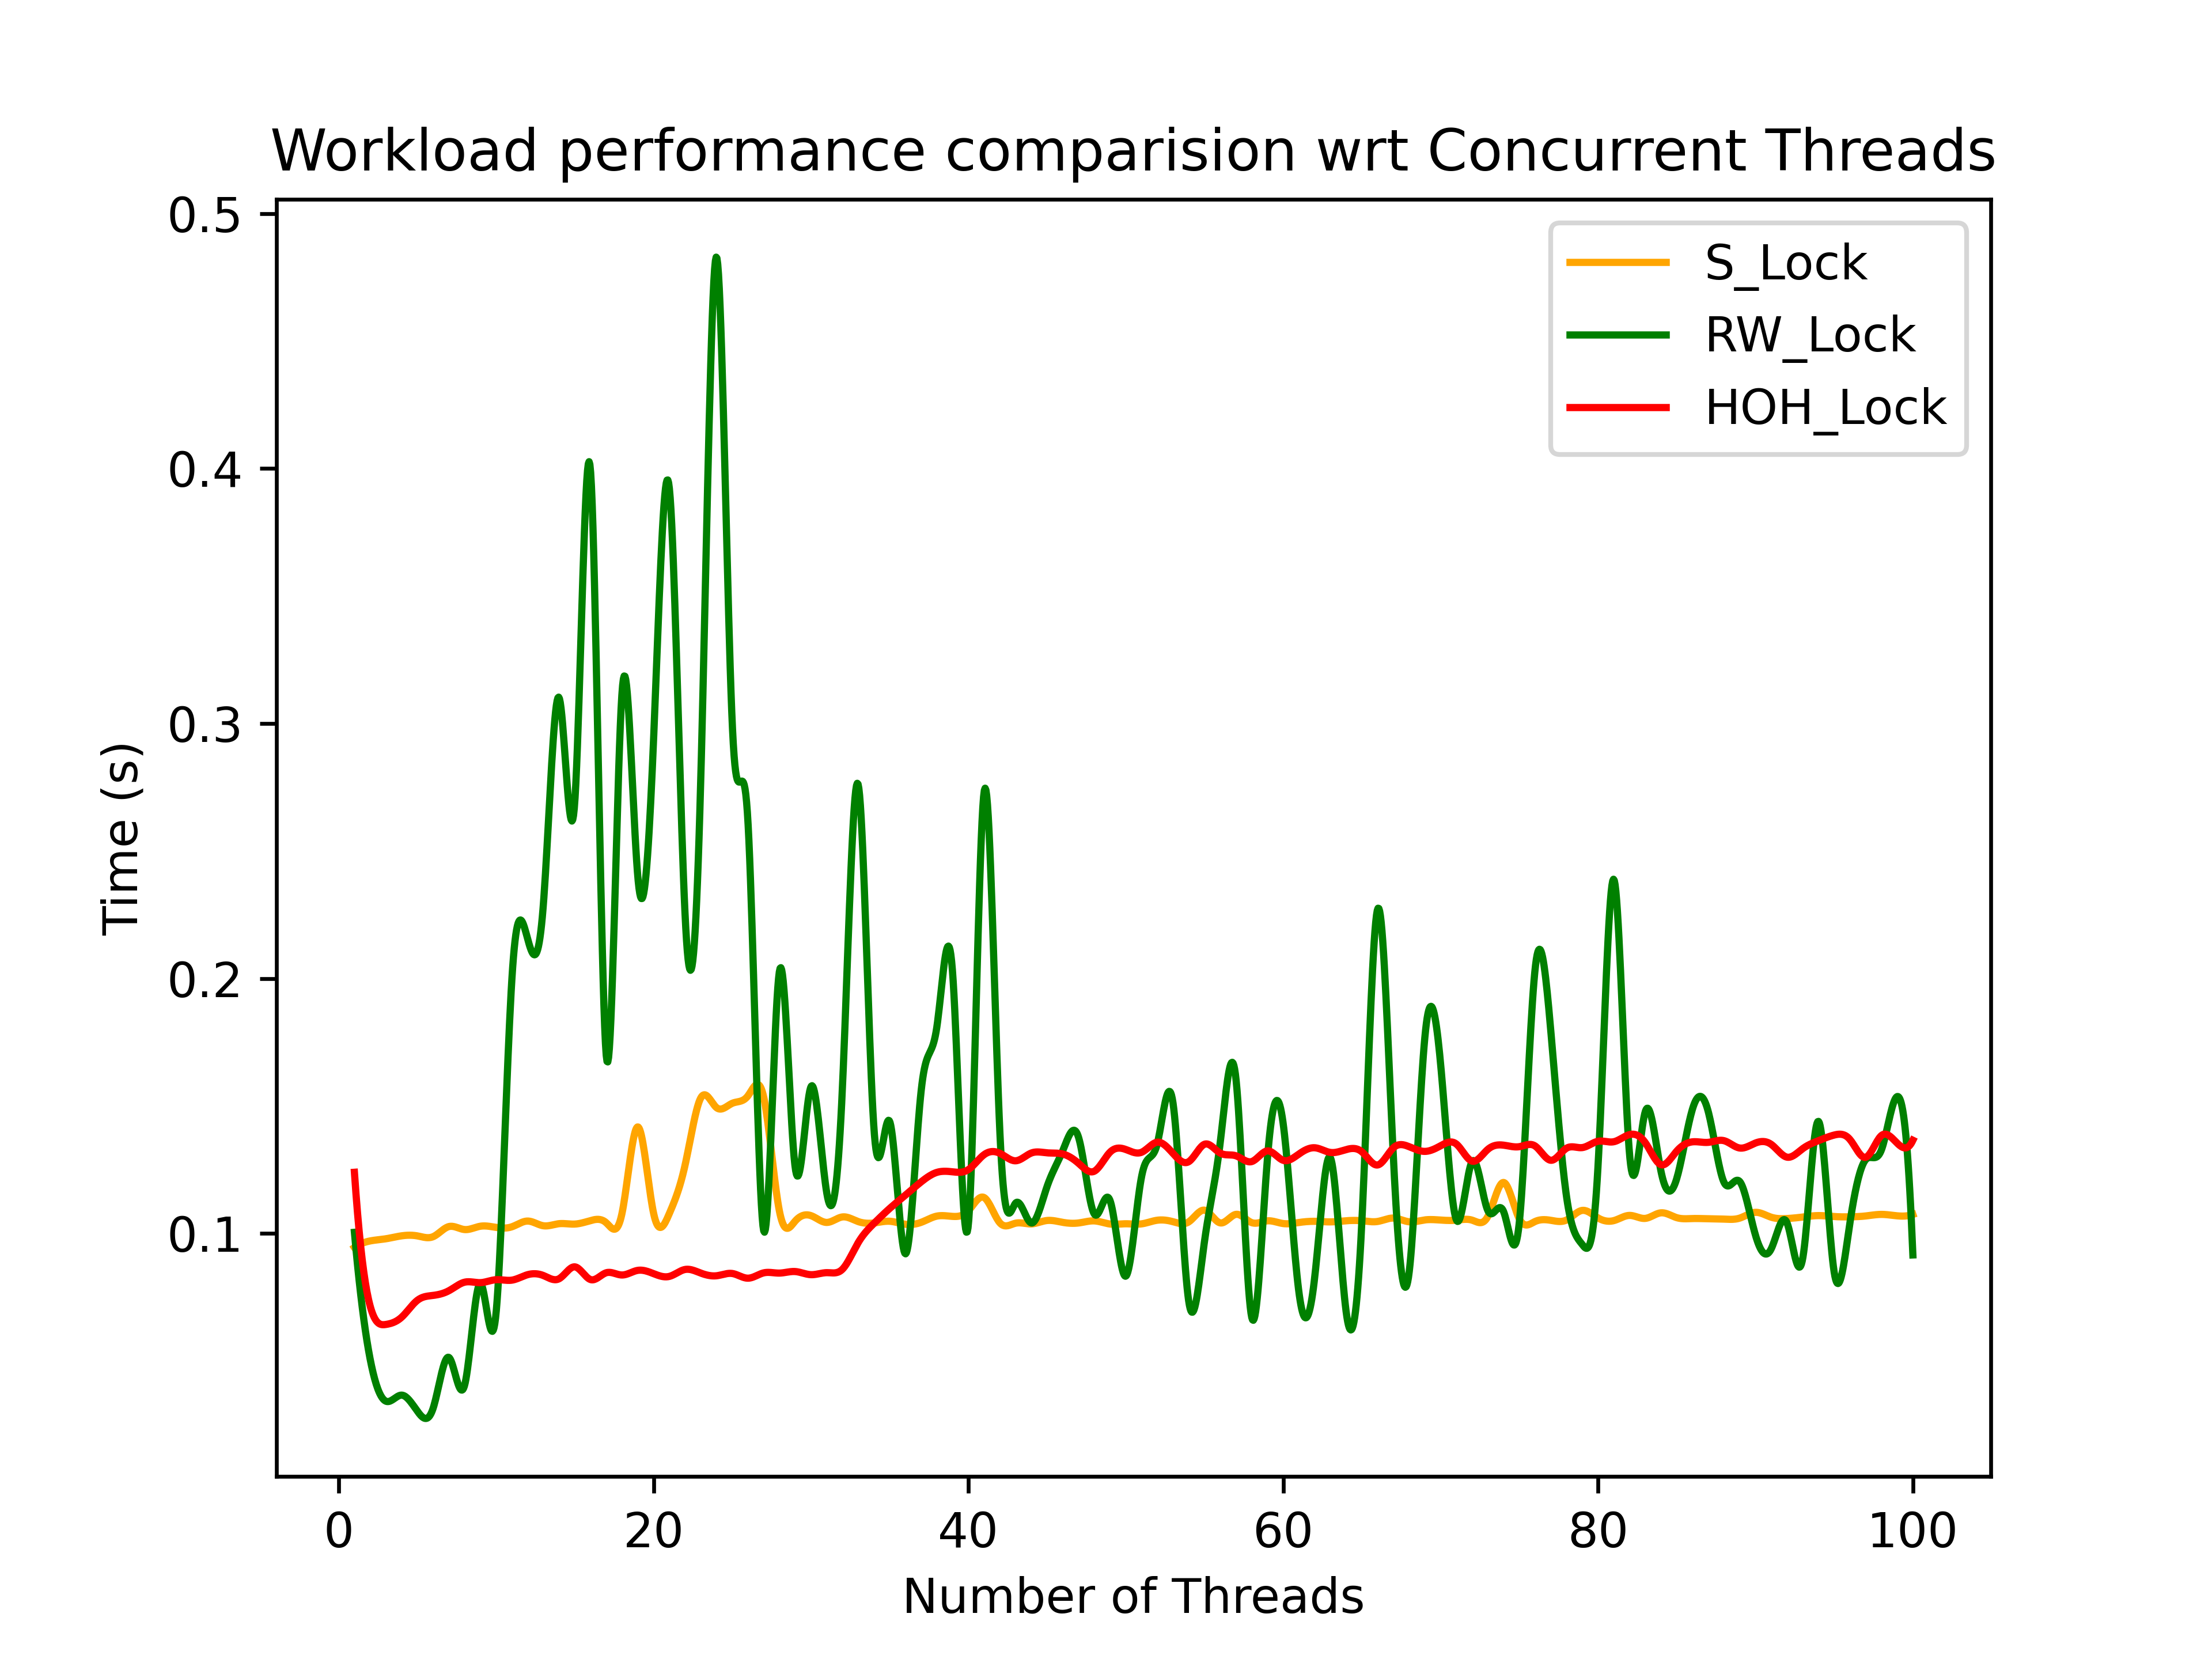 Workload performance comparision wrt Concurrent Threads
0.5
0.4
0.3
0.2
0.1
Time (s)
S_Lock
RW_Lock
HOH_Lock
0 20 40 60 80 100
Number of Threads